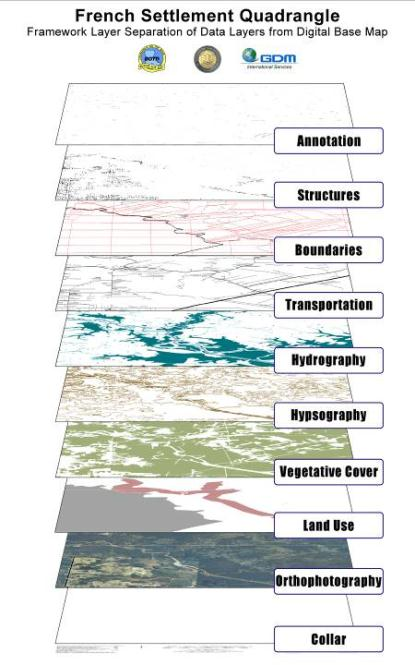 French Settlement Quadrangle
Framework Layer Separation of Data Layers from Digital Base Map
DOTD
GDM
International Services
Annotation
Structures
Boundaries
Transportation
Hydrography
Hypsography
Vegetative Cover
Land Use
Orthophotography
Collar